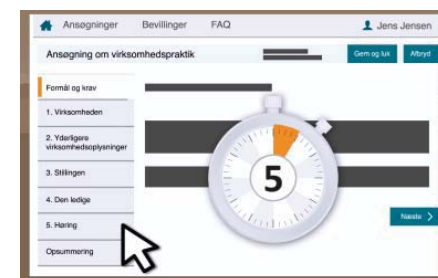 Ansøgninger Bevillinger FAQ Jens Jensen
Ansøgning om virksomhedspraktik Gem og luk Afbryd
Formål og krav
1. Virksomheden
2. Yderligere
virksomhedsoplysninger
3. Stillingen
5
4. Den ledige
Næste
5. Høring
Opsummering